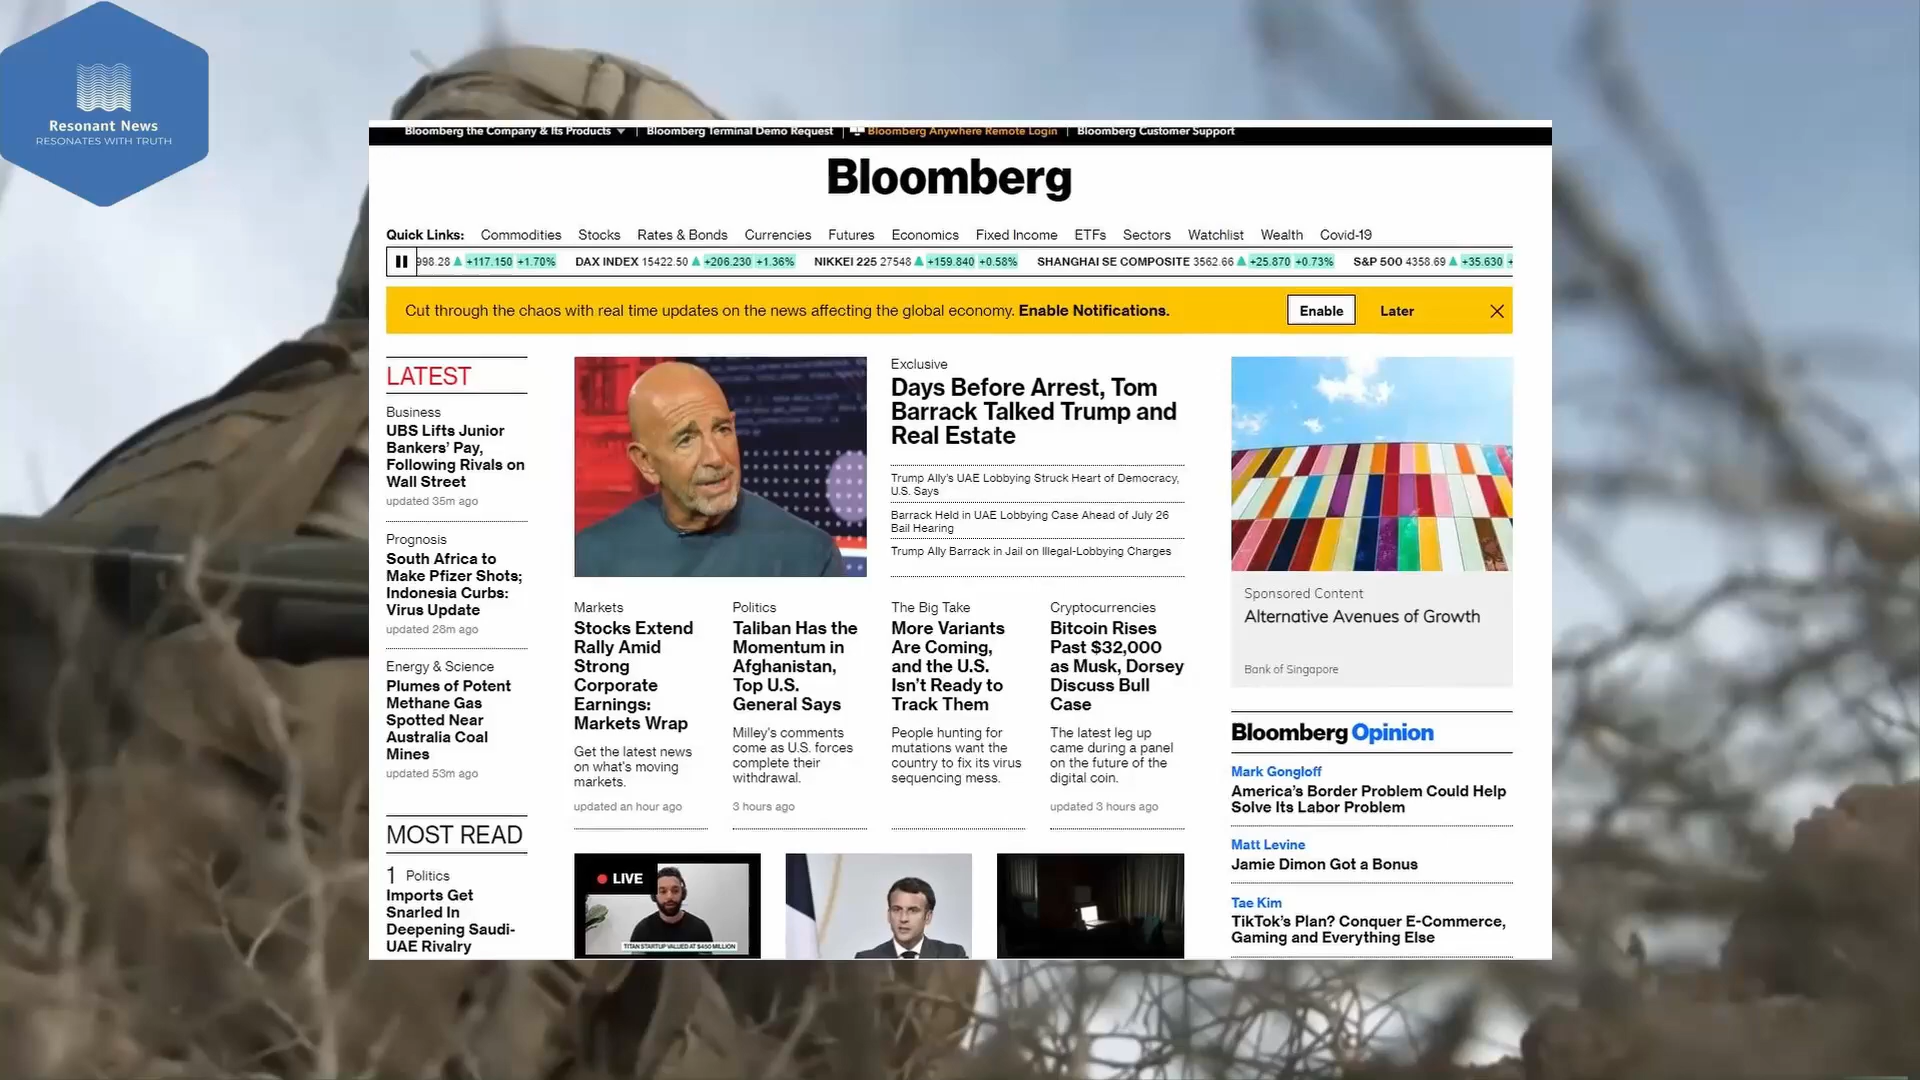 Resonant News
RESONATES WITH TRUTH
Bloomberg the Company & Its Products
Bloomberg Terminal Demo Request
Bloomberg Anywhere Remote Login
Bloomberg Customer Support
Bloomberg
Quick Links: Commodities Stocks Rates & Bonds Currencies Futures Economics Fixed Income ETFs Sectors Watchlist Wealth Covid-19
998.28 +117.150 +1.70% DAX INDEX 15422.50 +206.230 +1.36% NIKKEI 225 27548 +159.840 +0.58% SHANGHAI SE COMPOSITE 3562.66 +25.870 +0.73% S&P 500 4358.69 +35.630 +
Cut through the chaos with real time updates on the news affecting the global economy. Enable Notifications.
Enable
Later
LATEST
Business
UBS Lifts Junior
Bankers' Pay,
Following Rivals on
Wall Street
updated 35m ago
Prognosis
South Africa to
Make Pfizer Shots;
Indonesia Curbs:
Virus Update
updated 28m ago
Energy & Science
Plumes of Potent
Methane Gas
Spotted Near
Australia Coal
Mines
updated 53m ago
MOST READ
1 Politics
Imports Get
Snarled In
Deepening Saudi-
UAE Rivalry
Exclusive
Days Before Arrest, Tom
Barrack Talked Trump and
Real Estate
Trump Ally's UAE Lobbying Struck Heart of Democracy,
U.S. Says
Barrack Held in UAE Lobbying Case Ahead of July 26
Bail Hearing
Trump Ally Barrack in Jail on Illegal-Lobbying Charges
Markets
Stocks Extend
Rally Amid
Strong
Corporate
Earnings:
Markets Wrap
Get the latest news
on what's moving
markets.
updated an hour ago
Politics
Taliban Has the
Momentum in
Afghanistan,
Top U.S.
General Says
Milley's comments
come as U.S. forces
complete their
withdrawal.
3 hours ago
The Big Take
More Variants
Are Coming,
and the U.S.
Isn't Ready to
Track Them
People hunting for
mutations want the
country to fix its virus
sequencing mess.
Cryptocurrencies
Bitcoin Rises
Past $32,000
as Musk, Dorsey
Discuss Bull
Case
The latest leg up
came during a panel
on the future of the
digital coin.
updated 3 hours ago
LIVE
TITAN STARTUP VALUED AT $450 MILLION
Sponsored Content
Alternative Avenues of Growth
Bank of Singapore
Bloomberg Opinion
Mark Gongloff
America's Border Problem Could Help
Solve Its Labor Problem
Matt Levine
Jamie Dimon Got a Bonus
Tae Kim
TikTok's Plan? Conquer E-Commerce,
Gaming and Everything Else